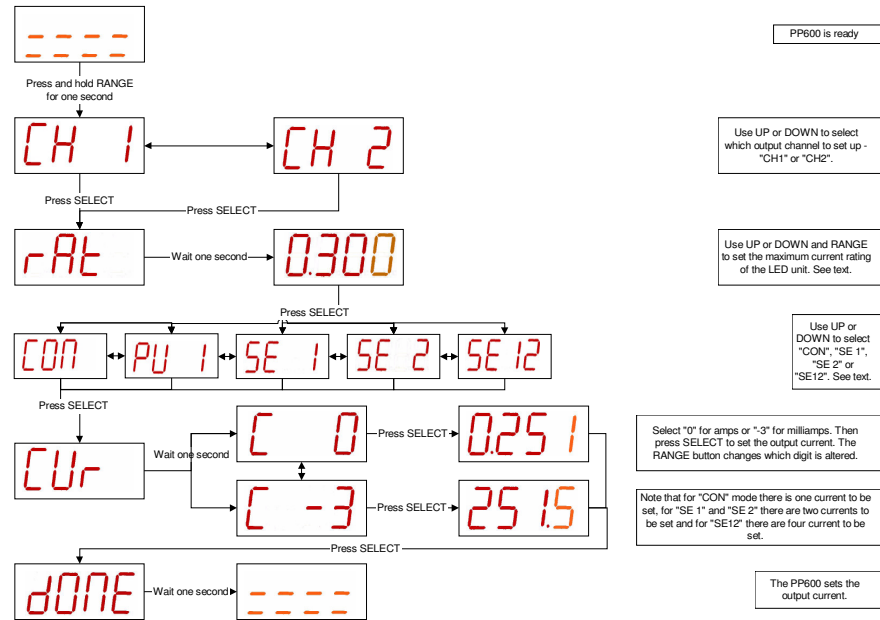 PP600 is ready
Press and hold RANGE
for one second
CH 1
CH 2
Use UP or DOWN to select
which output channel to set up -
"CH1" or "CH2".
Press SELECT
Press SELECT
rAt
Wait one second
0.300
Use UP or DOWN and RANGE
to set the maximum current rating
of the LED unit. See text.
Press SELECT
CON
PU 1
SE 1
SE 2
SE12
Use UP or
DOWN to select
"CON", "SE 1",
"SE 2" or
"SE12". See text.
Press SELECT
CUr
Wait one second
C 0
Press SELECT
0.251
Select "0" for amps or "-3" for milliamps. Then
press SELECT to set the output current. The
RANGE button changes which digit is altered.
C -3
Press SELECT
251.5
Note that for "CON" mode there is one current to be
set, for "SE 1" and "SE 2" there are two currents to
be set and for "SE12" there are four current to be
set.
Press SELECT
dONE
Wait one second
The PP600 sets the
output current.